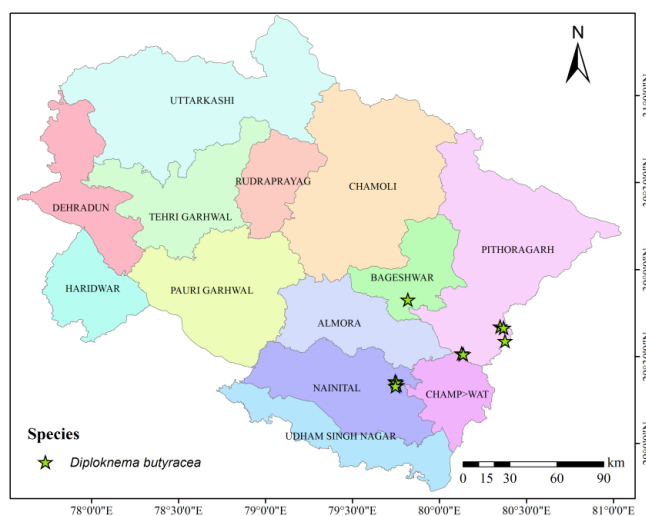 N
UTTARKASHI
RUDRAPRAYAG
CHAMOLI
DEHRADUN
TEHRI GARHWAL
PITHORAGARH
BAGESHWAR
HARIDWAR
PAURI GARHWAL
ALMORA
NAINITAL
CHAMP>WAT
UDHAM SINGH NAGAR
Species
Diploknema butyracea
km
0 15 30 60 90
78°0'0"E 78°30'0"E 79°0'0"E 79°30'0"E 80°0'0"E 80°30'0"E 81°0'0"E